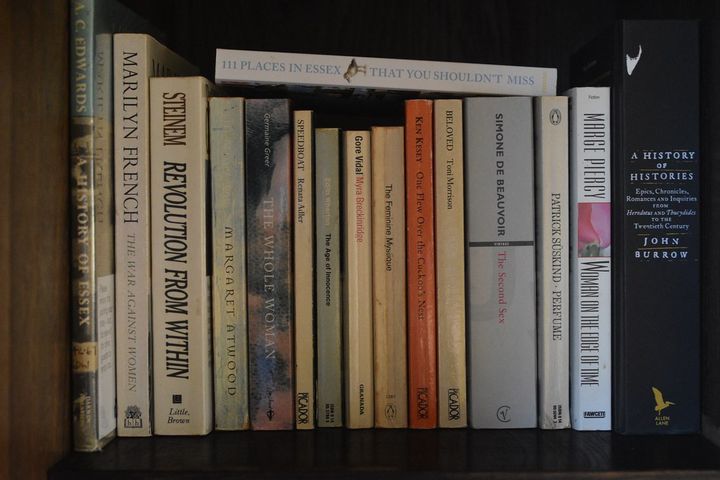 111 PLACES IN ESSEX THAT YOU SHOULDN'T MISS
A. C. EDWARDS
A HISTORY OF ESSEX
MARILYN FRENCH THE WAR AGAINST WOMEN
STEINEM REVOLUTION FROM WITHIN
Little,
Brown
MARGARET ATWOOD
Germaine Greer THE WHOLE WOMAN
SPEEDBOAT Renata Adler
PICADOR
Edith Wharton The Age of Innocence
Gore Vidal Myra Breckinridge
GRANADA
The Feminine Mystique
KEN KESEY One Flew Over the Cuckoo's Nest
PICADOR
BELOVED Toni Morrison
PICADOR
SIMONE DE BEAUVOIR
VINTAGE
The Second Sex
PATRICK SÜSKIND · PERFUME
Fiction
MARGE PIERCY
WOMAN ON THE EDGE OF TIME
FAWCETT
A HISTORY
OF
HISTORIES
Epics, Chronicles,
Romances and Inquiries
FROM
Herodotus and Thucydides
TO THE
Twentieth Century
JOHN
BURROW
ALLEN
LANE